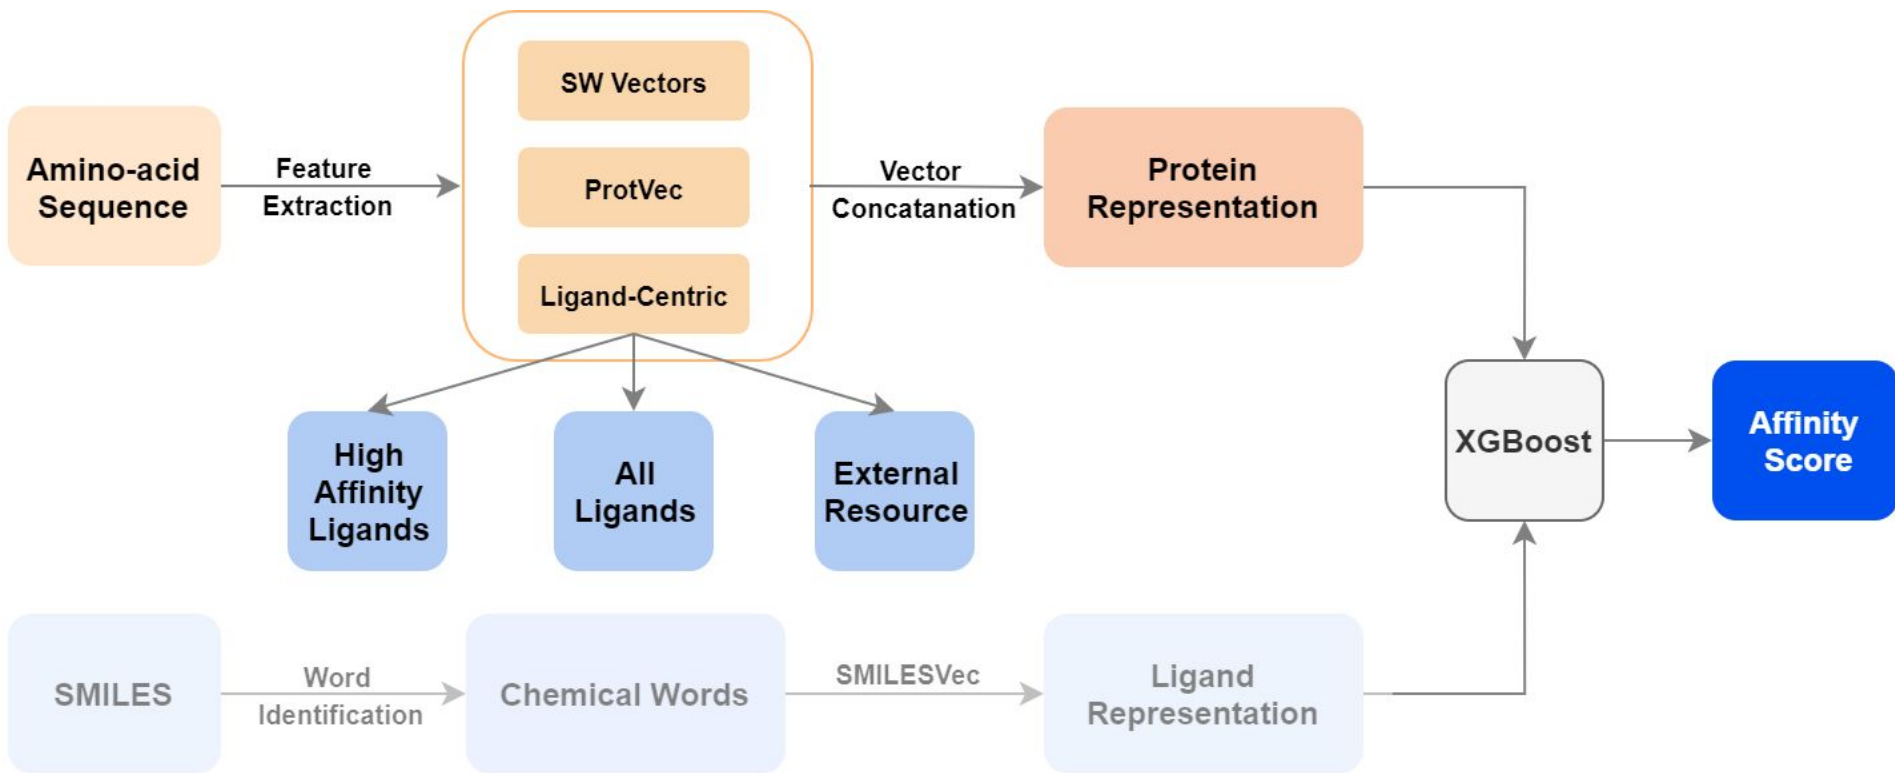 SW Vectors
Amino-acid
Sequence
Feature
Extraction
ProtVec
Vector
Concatanation
Protein
Representation
Ligand-Centric
High
Affinity
Ligands
All
Ligands
External
Resource
XGBoost
Affinity
Score
SMILES
Word
Identification
Chemical Words
SMILESVec
Ligand
Representation